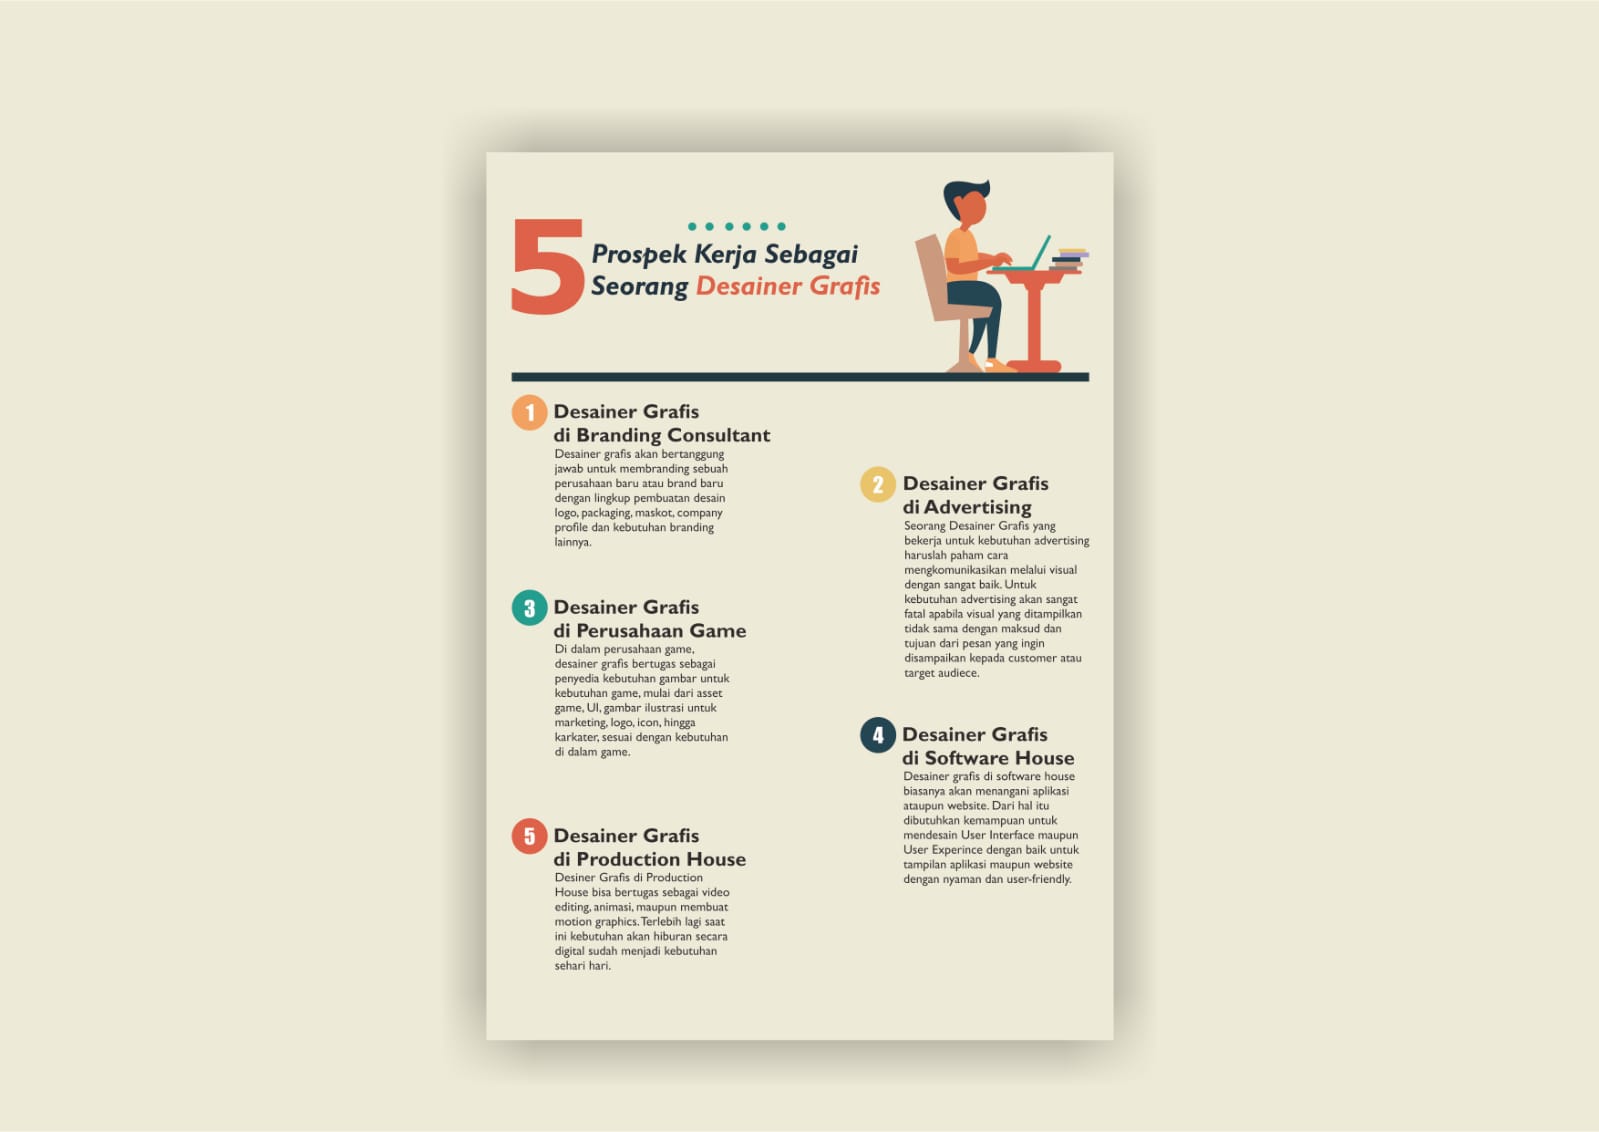 5
Prospek Kerja Sebagai
Seorang Desainer Grafis
1
Desainer Grafis
di Branding Consultant
Desainer grafis akan bertanggung
jawab untuk membranding sebuah
perusahaan baru atau brand baru
dengan lingkup pembuatan desain
logo, packaging, maskot, company
profile dan kebutuhan branding
lainnya.
2
Desainer Grafis
di Advertising
Seorang Desainer Grafis yang
bekerja untuk kebutuhan advertising
haruslah paham cara
mengkomunikasikan melalui visual
dengan sangat baik. Untuk
kebutuhan advertising akan sangat
fatal apabila visual yang ditampilkan
tidak sama dengan maksud dan
tujuan dari pesan yang ingin
disampaikan kepada customer atau
target audiece.
3
Desainer Grafis
di Perusahaan Game
Di dalam perusahaan game,
desainer grafis bertugas sebagai
penyedia kebutuhan gambar untuk
kebutuhan game, mulai dari asset
game, UI, gambar ilustrasi untuk
marketing, logo, icon, hingga
karkater, sesuai dengan kebutuhan
di dalam game.
4
Desainer Grafis
di Software House
Desainer grafis di software house
biasanya akan menangani aplikasi
ataupun website. Dari hal itu
dibutuhkan kemampuan untuk
mendesain User Interface maupun
User Experince dengan baik untuk
tampilan aplikasi maupun website
dengan nyaman dan user-friendly.
5
Desainer Grafis
di Production House
Desiner Grafis di Production
House bisa bertugas sebagai video
editing, animasi, maupun membuat
motion graphics. Terlebih lagi saat
ini kebutuhan akan hiburan secara
digital sudah menjadi kebutuhan
sehari hari.